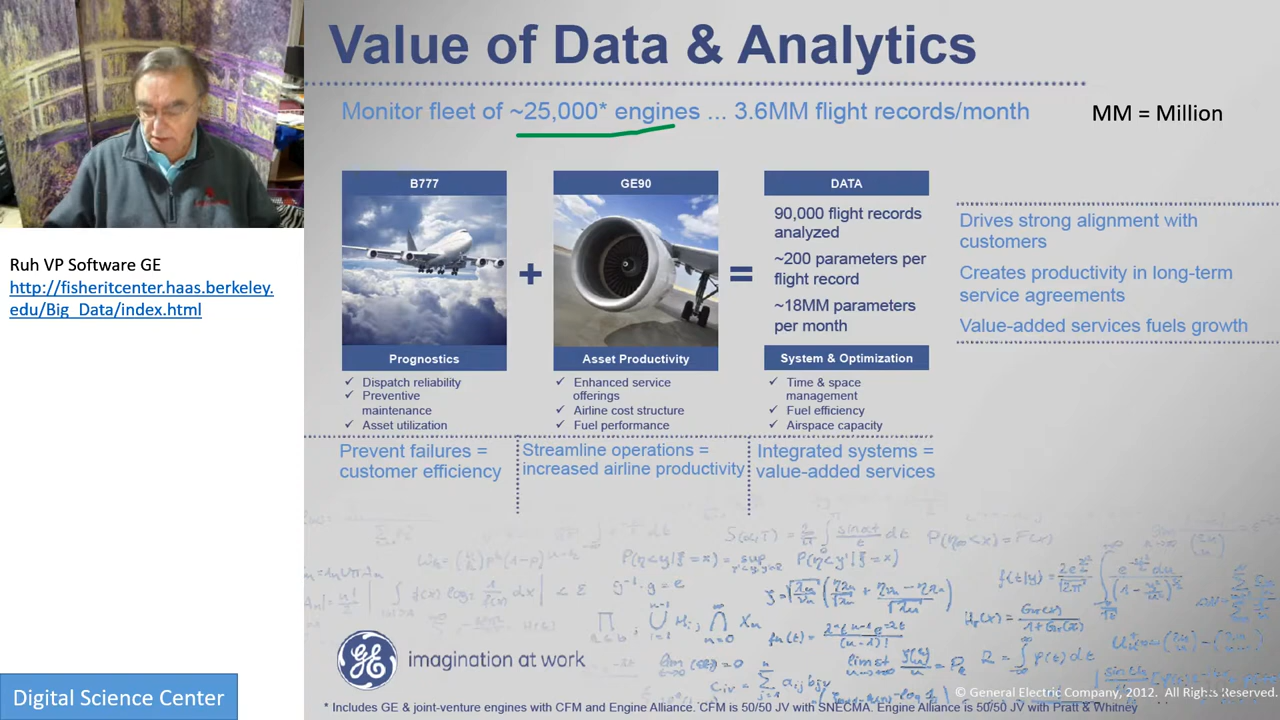 Value of Data & Analytics
Monitor fleet of ~25,000* engines ... 3.6MM flight records/month
MM = Million
B777
GE90
DATA
90,000 flight records
analyzed
~200 parameters per
flight record
~18MM parameters
per month
+
=
Drives strong alignment with
customers
Creates productivity in long-term
service agreements
Value-added services fuels growth
Ruh VP Software GE
http://fisheritcenter.haas.berkeley.
edu/Big_Data/index.html
Prognostics
Asset Productivity
System & Optimization
✓ Dispatch reliability
✓ Preventive
maintenance
✓ Asset utilization
✓ Enhanced service
offerings
✓ Airline cost structure
✓ Fuel performance
✓ Time & space
management
✓ Fuel efficiency
✓ Airspace capacity
Prevent failures =
customer efficiency
Streamline operations =
increased airline productivity
Integrated systems =
value-added services
GE
imagination at work
Digital Science Center
© General Electric Company, 2012. All Rights Reserved.
* Includes GE & joint-venture engines with CFM and Engine Alliance. CFM is 50/50 JV with SNECMA. Engine Alliance is 50/50 JV with Pratt & Whitney